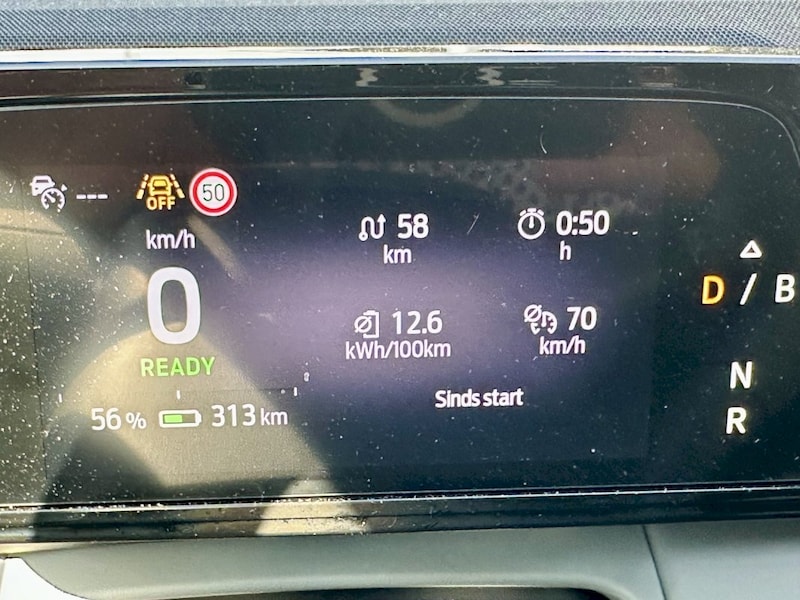 --- OFF 50
km/h
0
READY
56 % 313 km
58
km
0:50
h
12.6
kWh/100km
70
km/h
Sinds start
D / B
N
R